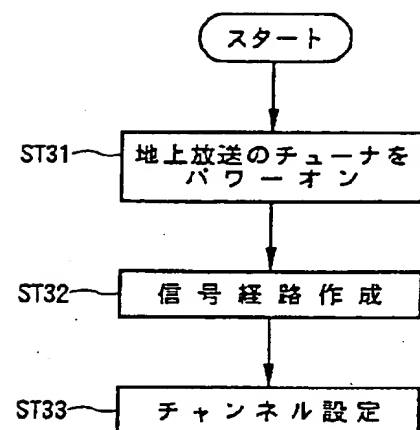 スタート
ST31
地上放送のチューナを
パワーオン
ST32
信号経路作成
ST33
チャンネル設定